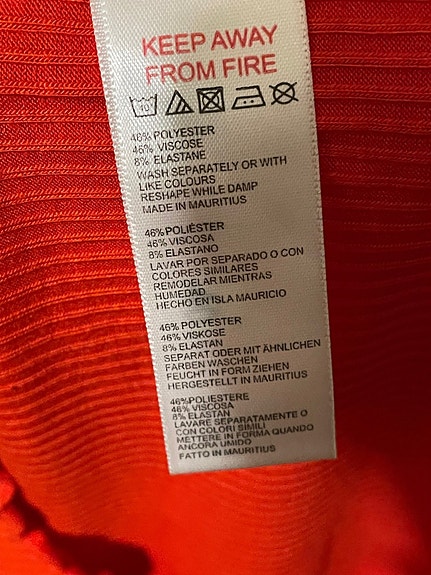 KEEP AWAY
FROM FIRE
40°
46% POLYESTER
46% VISCOSE
8% ELASTANE
WASH SEPARATELY OR WITH
LIKE COLOURS
RESHAPE WHILE DAMP
MADE IN MAURITIUS
46%POLIÉSTER
46% VISCOSA
8% ELASTANO
LAVAR POR SEPARADO O CON
COLORES SIMILARES
REMODELAR MIENTRAS
HUMEDAD
HECHO EN ISLA MAURICIO
46% POLYESTER
46% VISKOSE
8% ELASTAN
SEPARAT ODER MIT ÄHNLICHEN
FARBEN WASCHEN
FEUCHT IN FORM ZIEHEN
HERGESTELLT IN MAURITIUS
46%POLIESTERE
46% VISCOSA
8% ELASTAN
LAVARE SEPARATAMENTE O
CON COLORI SIMILI
METTERE IN FORMA QUANDO
ANCORA UMIDO
FATTO IN MAURITIUS